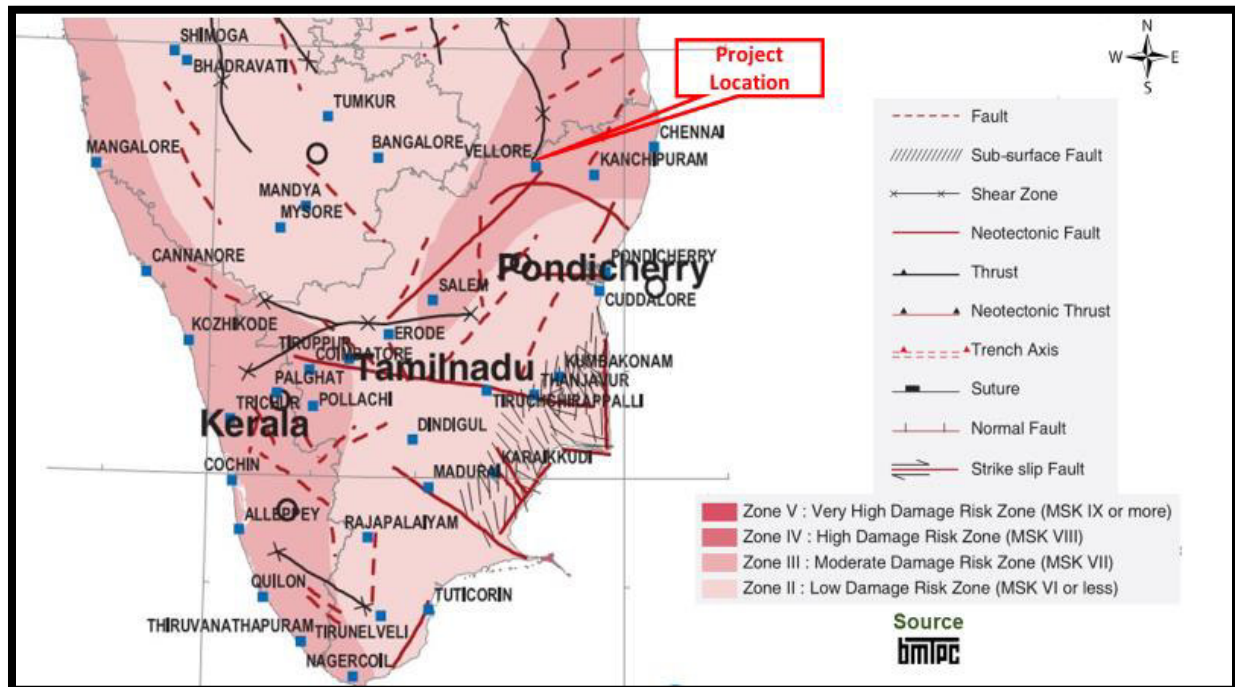 SHIMOGA
BHADRAVATI
TUMKUR
MANGALORE
BANGALORE
MANDYA
MYSORE
Project
Location
CHENNAI
VELLORE
KANCHIPURAM
CANNANORE
SALEM
PONDICHERRY
Pondicherry
CUDDALORE
KOZHIKODE
ERODE
TIRUPPUR
COIMBATORE
Tamilnadu
KUMBAKONAM
THANJAVUR
TIRUCHCHIRAPPALLI
PALGHAT
TRICHUR
POLLACHI
Kerala
DINDIGUL
COCHIN
MADURAI
KARAIKKUDI
ALLEPPEY
RAJAPALAIYAM
QUILON
TUTICORIN
THIRUVANATHAPURAM
TIRUNELVELI
NAGERCOIL
N
W E
S
Fault
Sub-surface Fault
Shear Zone
Neotectonic Fault
Thrust
Neotectonic Thrust
Trench Axis
Suture
Normal Fault
Strike slip Fault
Zone V : Very High Damage Risk Zone (MSK IX or more)
Zone IV : High Damage Risk Zone (MSK VIII)
Zone III : Moderate Damage Risk Zone (MSK VII)
Zone II : Low Damage Risk Zone (MSK VI or less)
Source
bmTpc